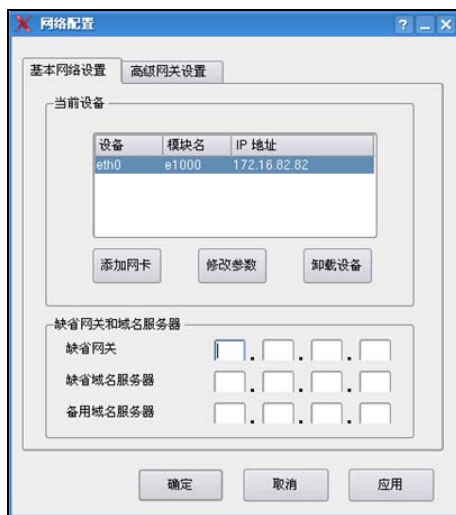 网络配置
基本网络设置 高级网关设置
当前设备
设备 模块名 IP 地址
eth0 e1000 172.16.82.82
添加网卡 修改参数 卸载设备
缺省网关和域名服务器
缺省网关
缺省域名服务器
备用域名服务器
确定 取消 应用